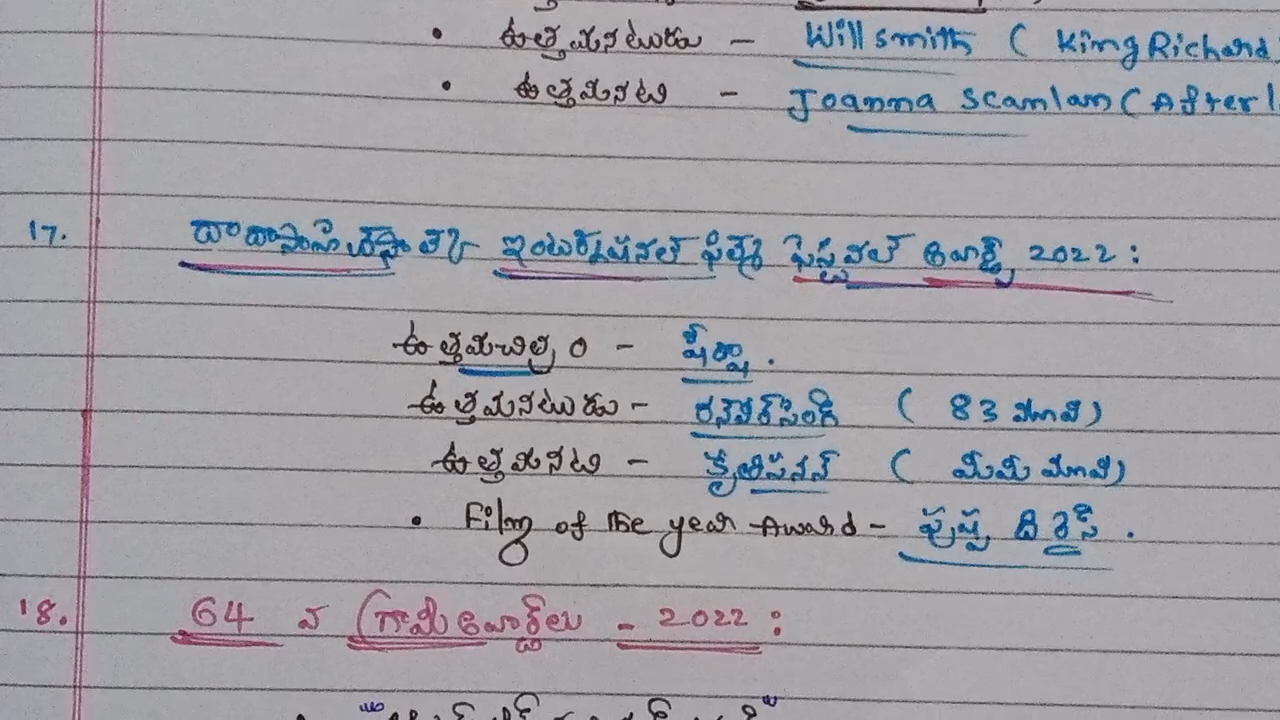 • ఉత్తమనటుడు - Will smith ( King Richard
• ఉత్తమనటి - Joanna Scanlan ( After l
17. దాదాసాహెబ్ఫాల్కే ఇంటర్నేషనల్ ఫిల్మ్ ఫెస్టివల్ అవార్డ్స్ 2022 :
ఉత్తమచిత్రం - షేర్షా .
ఉత్తమనటుడు - రణ్‌వీర్‌సింగ్ ( 83 మూవీ )
ఉత్తమనటి - కృతిసనన్ ( మిమి మూవీ )
• Film of the year Award - పుష్ప ది రైస్ .
18. 64 వ గ్రామీఅవార్డ్‌లు - 2022 :